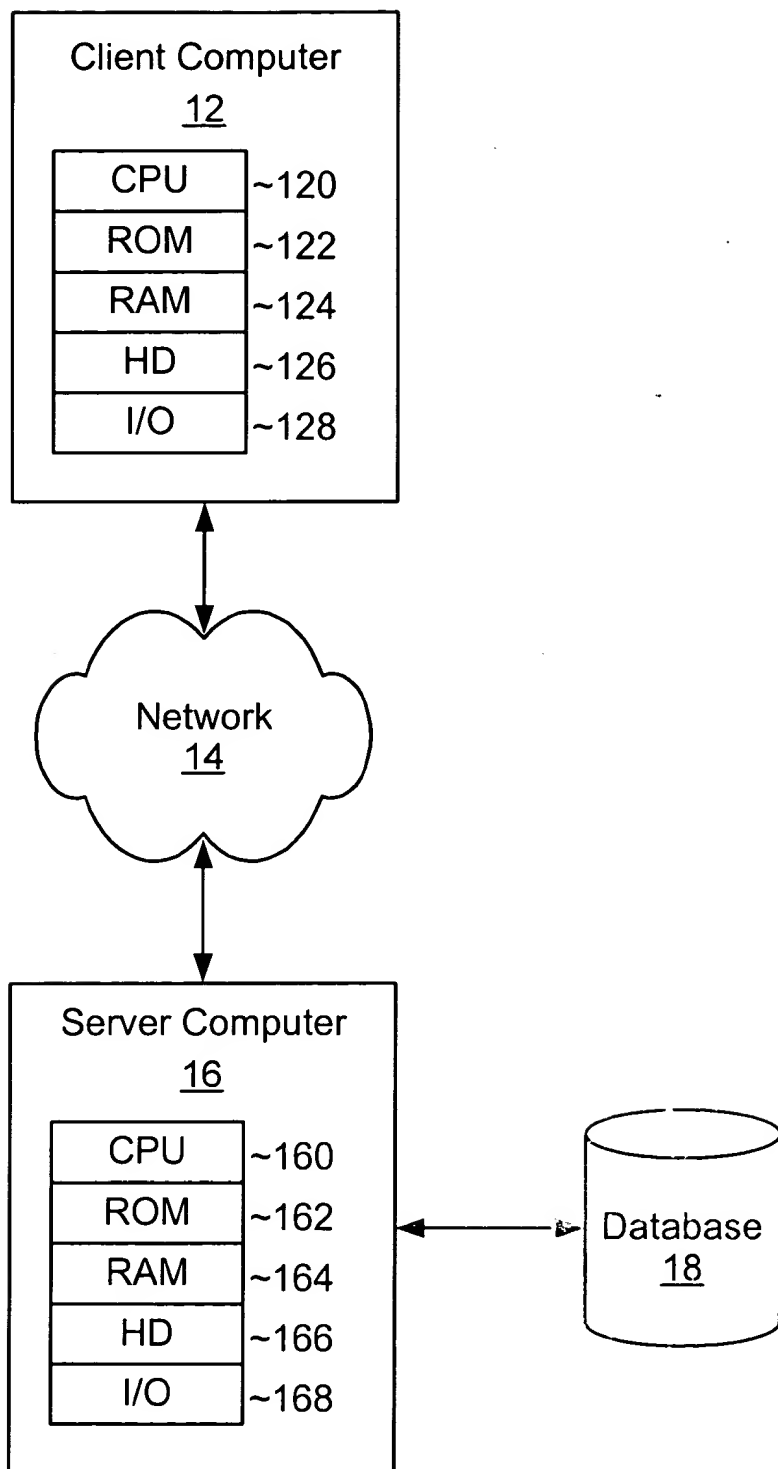 Client Computer
12
CPU ~120
ROM ~122
RAM ~124
HD ~126
I/O ~128
Network
14
Server Computer
16
CPU ~160
ROM ~162
RAM ~164
HD ~166
I/O ~168
Database
18